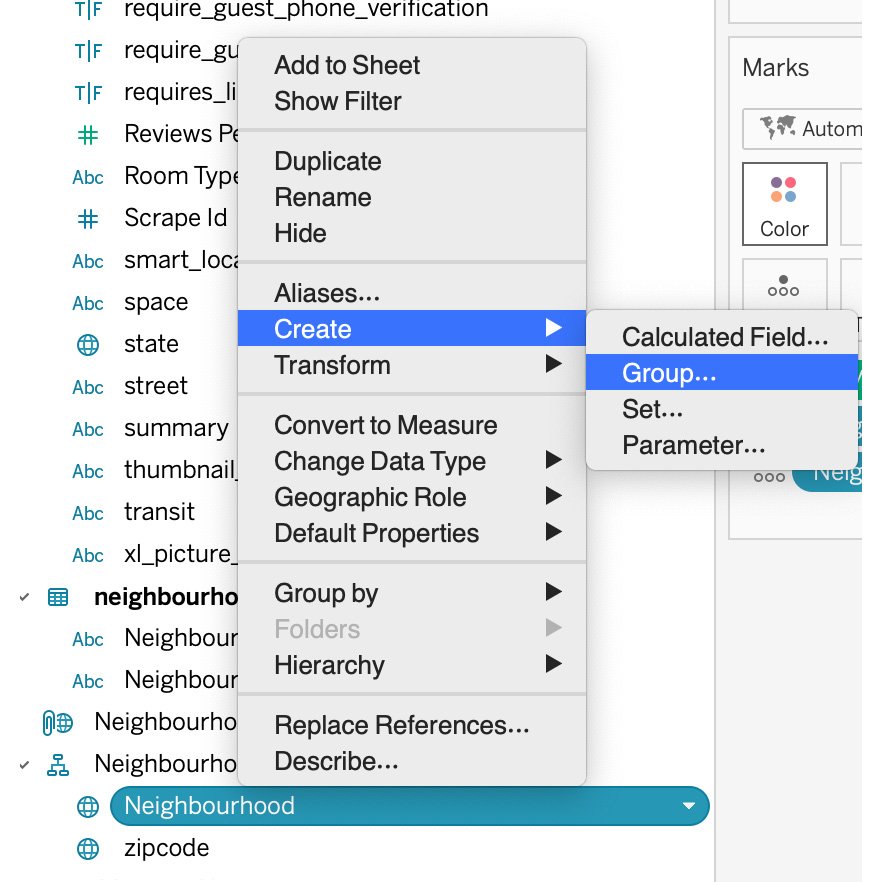 require_guest_phone_verification
T|F
require_gu
T|F
requires_li
T|F
Reviews Pe
Abc Room Type
Scrape Id
Abc smart_loca
Abc space
state
Abc street
Abc summary
Abc thumbnail_
Abc transit
Abc xl_picture_
neighbourho
Abc Neighbour
Abc Neighbour
Neighbourho
Neighbourho
Neighbourhood
zipcode
Add to Sheet
Show Filter
Duplicate
Rename
Hide
Aliases...
Create
Transform
Convert to Measure
Change Data Type
Geographic Role
Default Properties
Group by
Folders
Hierarchy
Replace References...
Describe...
Calculated Field...
Group...
Set...
Parameter...
Marks
Autom
Color
Neig